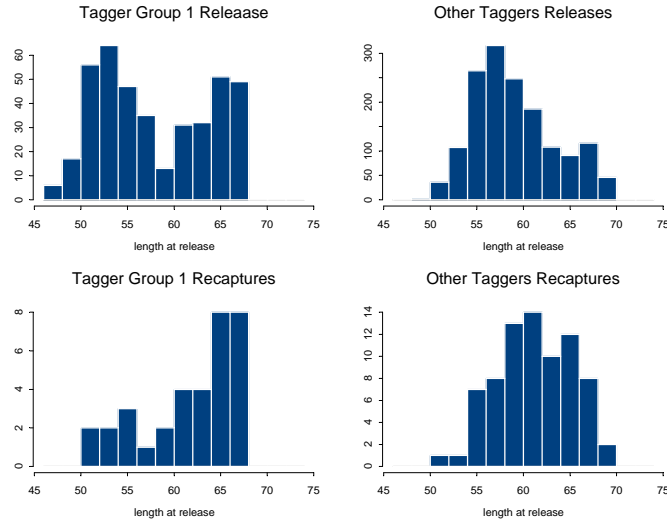 Tagger Group 1 Releaase
0 10 20 30 40 50 60
45 50 55 60 65 70 75
length at release
Other Taggers Releases
0 50 100 200 300
45 50 55 60 65 70 75
length at release
Tagger Group 1 Recaptures
0 2 4 6 8
45 50 55 60 65 70 75
length at release
Other Taggers Recaptures
0 2 4 6 8 10 12 14
45 50 55 60 65 70 75
length at release